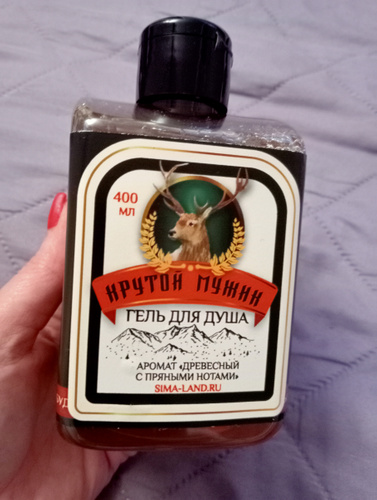 400
МЛ
КРУТОЙ МУЖИК
ГЕЛЬ ДЛЯ ДУША
АРОМАТ «ДРЕВЕСНЫЙ
С ПРЯНЫМИ НОТАМИ»
SIMA-LAND.RU